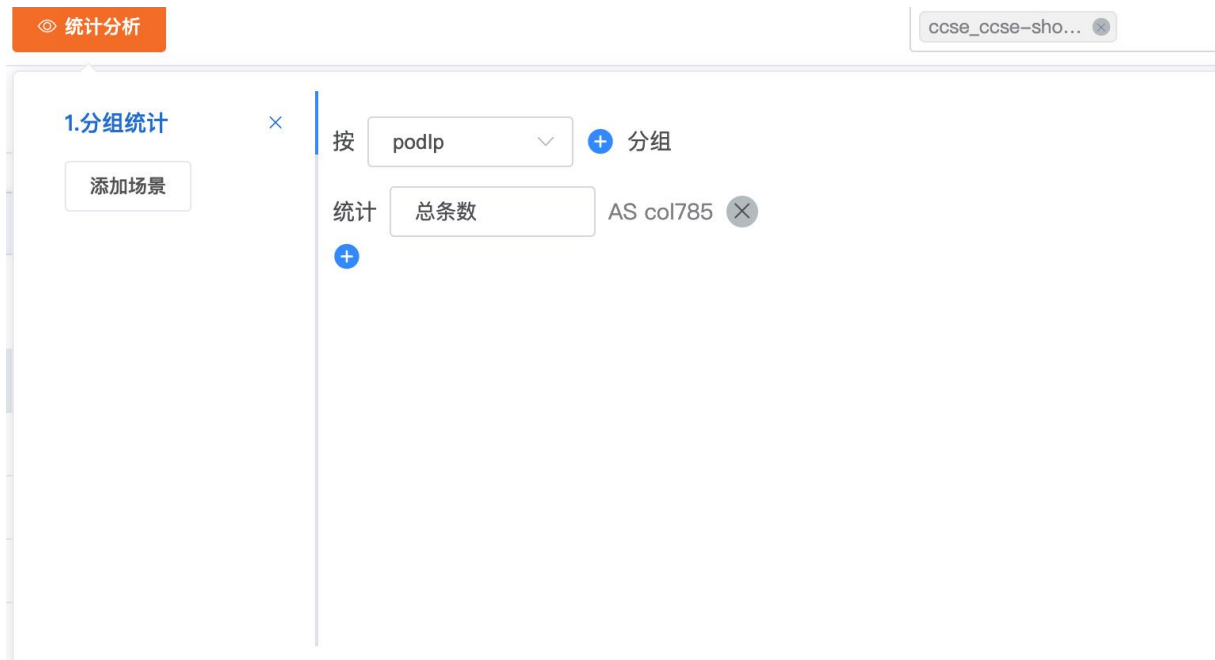 统计分析
ccse_ccse-sho...
1.分组统计
按 podIp 分组
添加场景
统计 总条数 AS col785